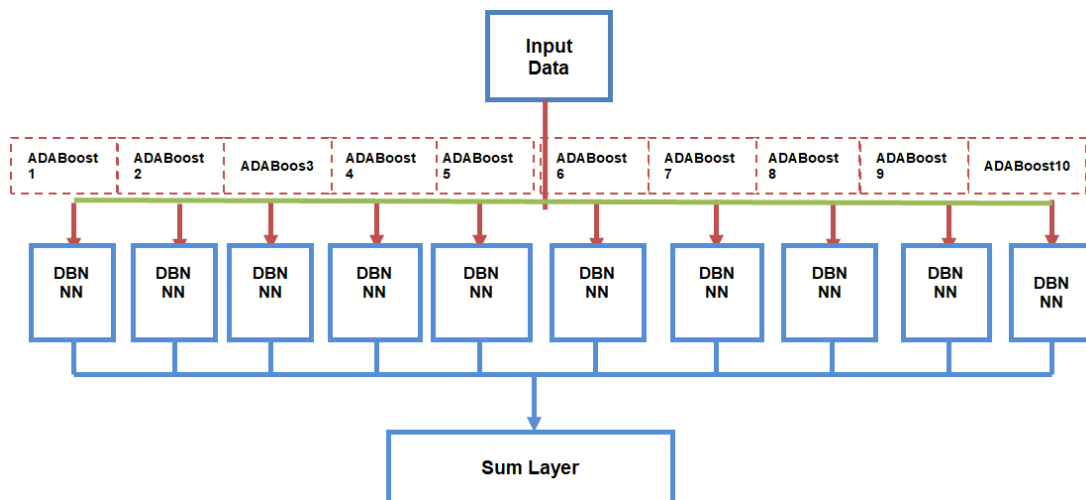 Input
Data
ADABoost
1
ADABoost
2
ADABoos3
ADABoost
4
ADABoost
5
ADABoost
6
ADABoost
7
ADABoost
8
ADABoost
9
ADABoost10
DBN
NN
DBN
NN
DBN
NN
DBN
NN
DBN
NN
DBN
NN
DBN
NN
DBN
NN
DBN
NN
DBN
NN
Sum Layer